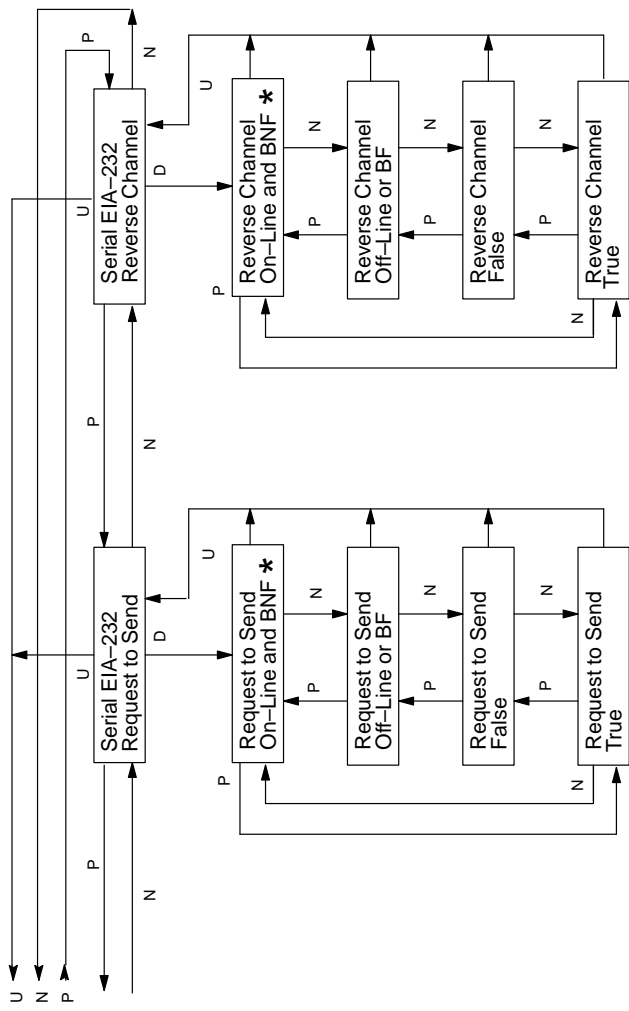 U
N
P
P
U
U
P
P
Serial EIA–232
Request to Send
Serial EIA–232
Reverse Channel
N
N
N
D
D
U
U
P
P
Request to Send
On–Line and BNF *
Reverse Channel
On–Line and BNF *
P
N
P
N
Request to Send
Off–Line or BF
Reverse Channel
Off–Line or BF
P
N
P
N
Request to Send
False
Reverse Channel
False
P
N
P
N
N
N
Request to Send
True
Reverse Channel
True